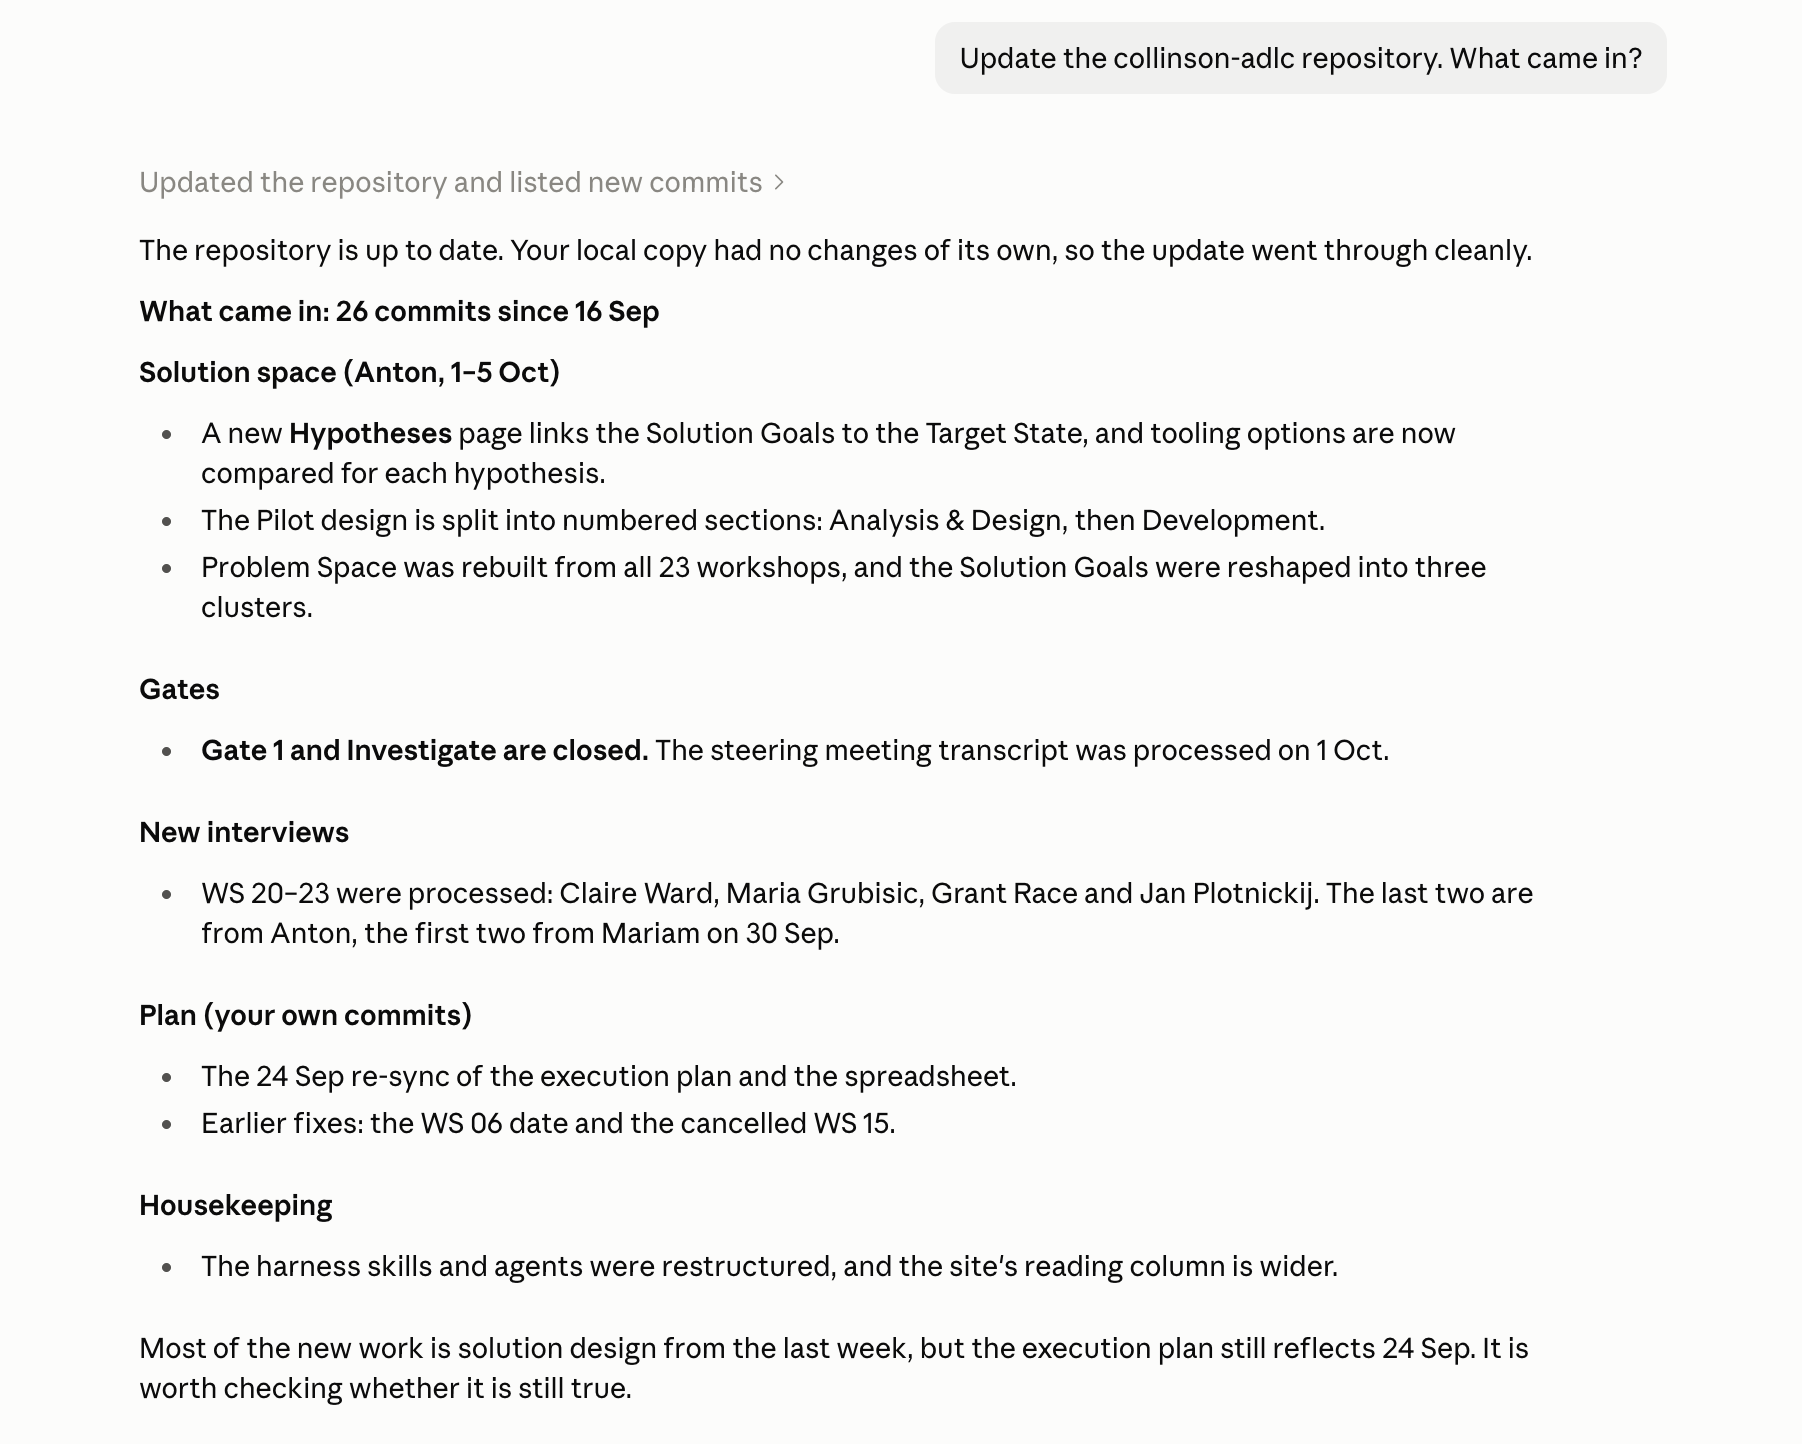 Update the collinson-adlc repository. What came in?
Updated the repository and listed new commits
The repository is up to date. Your local copy had no changes of its own, so the update went through cleanly.
What came in: 26 commits since 16 Sep
Solution space (Anton, 1–5 Oct)
A new Hypotheses page links the Solution Goals to the Target State, and tooling options are now
compared for each hypothesis.
The Pilot design is split into numbered sections: Analysis & Design, then Development.
Problem Space was rebuilt from all 23 workshops, and the Solution Goals were reshaped into three
clusters.
Gates
Gate 1 and Investigate are closed. The steering meeting transcript was processed on 1 Oct.
New interviews
WS 20–23 were processed: Claire Ward, Maria Grubisic, Grant Race and Jan Plotnickij. The last two are
from Anton, the first two from Mariam on 30 Sep.
Plan (your own commits)
The 24 Sep re-sync of the execution plan and the spreadsheet.
Earlier fixes: the WS 06 date and the cancelled WS 15.
Housekeeping
The harness skills and agents were restructured, and the site's reading column is wider.
Most of the new work is solution design from the last week, but the execution plan still reflects 24 Sep. It is
worth checking whether it is still true.